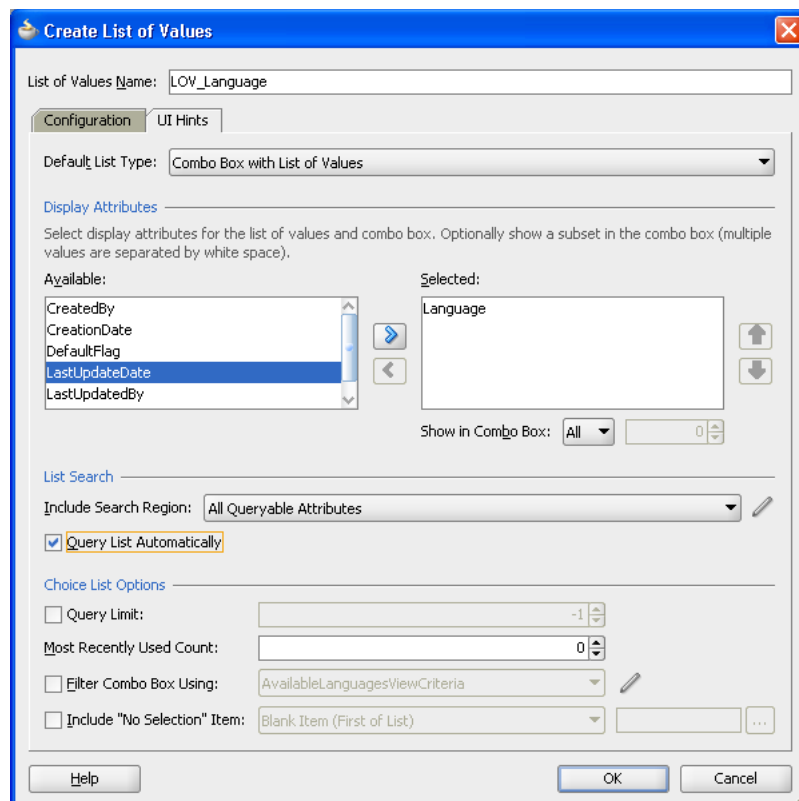 Create List of Values
List of Values Name: LOV_Language
Configuration UI Hints
Default List Type: Combo Box with List of Values
Display Attributes
Select display attributes for the list of values and combo box. Optionally show a subset in the combo box (multiple
values are separated by white space).
Available: Selected:
CreatedBy Language
CreationDate
DefaultFlag
LastUpdateDate
LastUpdatedBy
Show in Combo Box: All 0
List Search
Include Search Region: All Queryable Attributes
Query List Automatically
Choice List Options
Query Limit: -1
Most Recently Used Count: 0
Filter Combo Box Using: AvailableLanguagesViewCriteria
Include "No Selection" Item: Blank Item (First of List) ...
Help OK Cancel